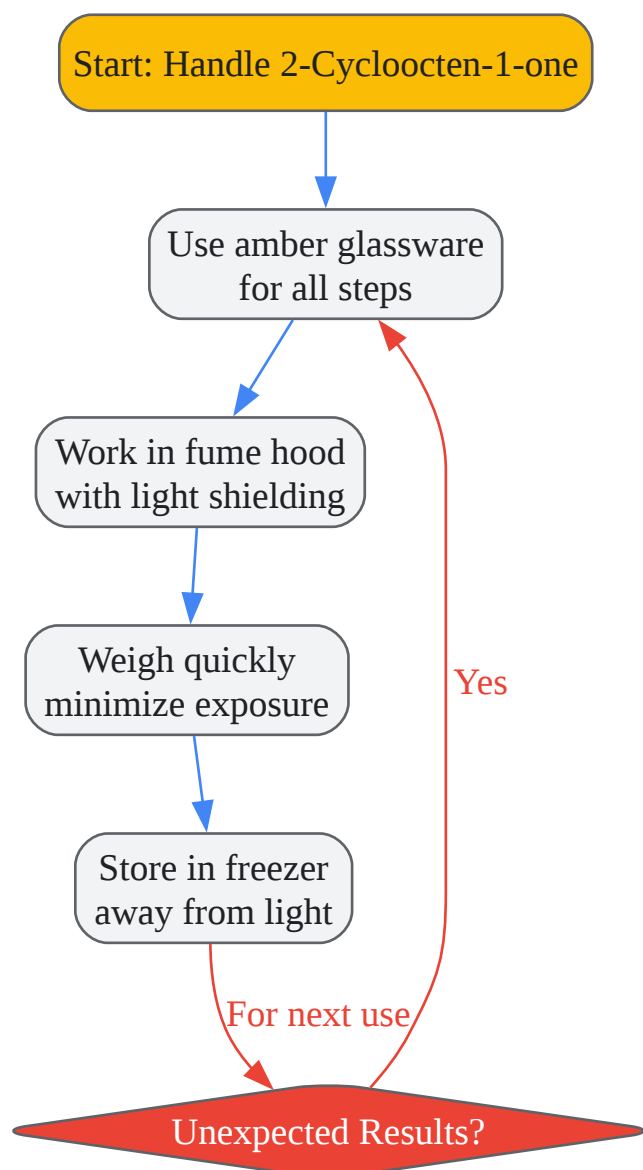 Start: Handle 2-Cycloocten-1-one
Use amber glassware
for all steps
Work in fume hood
with light shielding
Weigh quickly
minimize exposure
Yes
Store in freezer
away from light
For next use
Unexpected Results?